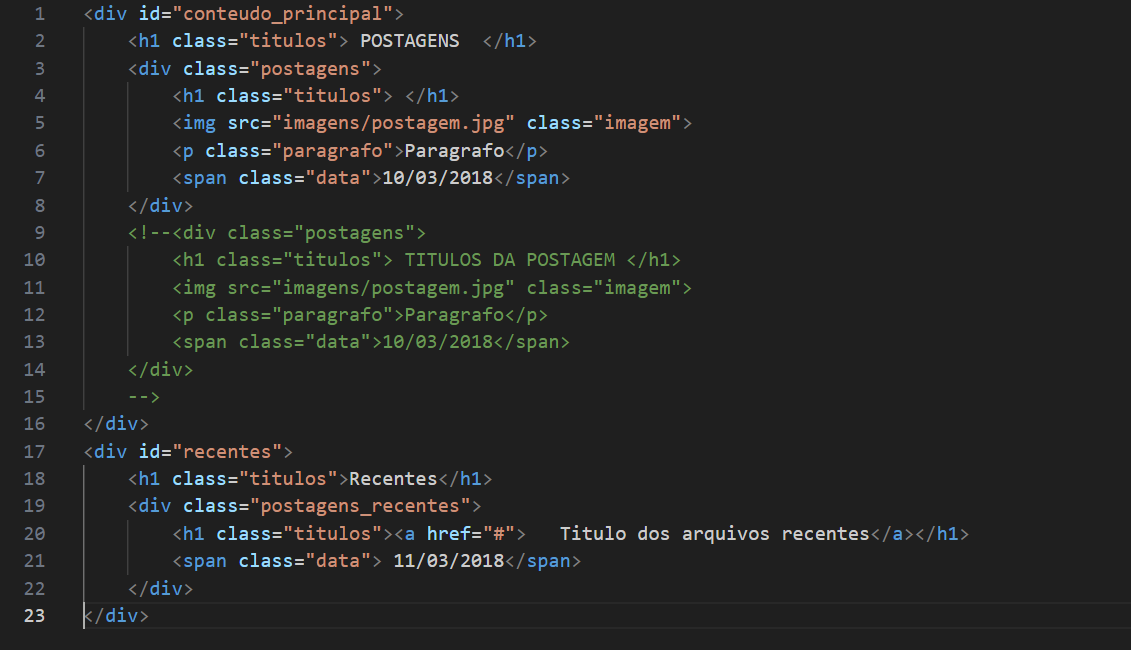 1 <div id="conteudo_principal">
2     <h1 class="titulos"> POSTAGENS  </h1>
3     <div class="postagens">
4         <h1 class="titulos"> </h1>
5         <img src="imagens/postagem.jpg" class="imagem">
6         <p class="paragrafo">Paragrafo</p>
7         <span class="data">10/03/2018</span>
8     </div>
9     <!--<div class="postagens">
10         <h1 class="titulos"> TITULOS DA POSTAGEM </h1>
11         <img src="imagens/postagem.jpg" class="imagem">
12         <p class="paragrafo">Paragrafo</p>
13         <span class="data">10/03/2018</span>
14     </div>
15     -->
16 </div>
17 <div id="recentes">
18     <h1 class="titulos">Recentes</h1>
19     <div class="postagens_recentes">
20         <h1 class="titulos"><a href="#">   Titulo dos arquivos recentes</a></h1>
21         <span class="data"> 11/03/2018</span>
22     </div>
23 </div>